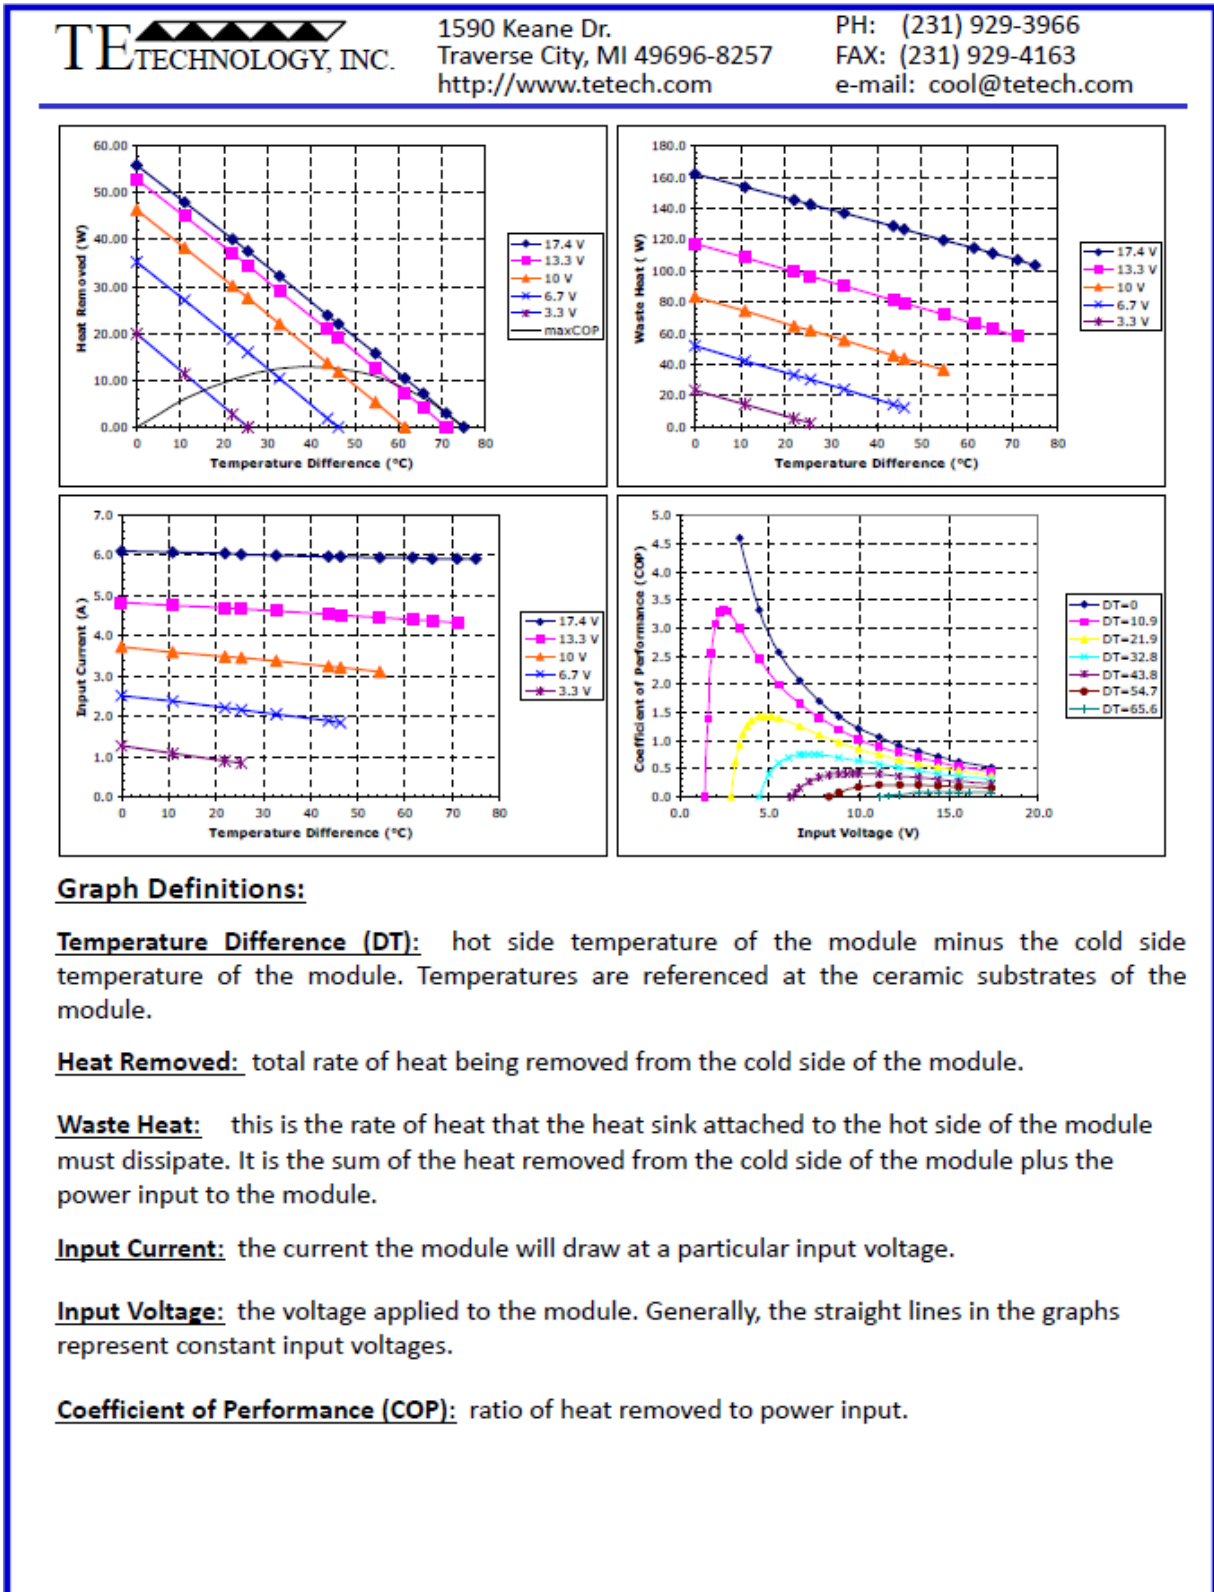 TE TECHNOLOGY, INC.
1590 Keane Dr.
Traverse City, MI 49696-8257
http://www.tetech.com
PH: (231) 929-3966
FAX: (231) 929-4163
e-mail: cool@tetech.com
Heat Removed (W)
60.00
50.00
40.00
30.00
20.00
10.00
0.00
0 10 20 30 40 50 60 70 80
Temperature Difference (°C)
17.4 V
13.3 V
10 V
6.7 V
3.3 V
maxCOP
Waste Heat ( W)
180.0
160.0
140.0
120.0
100.0
80.0
60.0
40.0
20.0
0.0
0 10 20 30 40 50 60 70 80
Temperature Difference (°C)
17.4 V
13.3 V
10 V
6.7 V
3.3 V
Input Current (A)
7.0
6.0
5.0
4.0
3.0
2.0
1.0
0.0
0 10 20 30 40 50 60 70 80
Temperature Difference (°C)
17.4 V
13.3 V
10 V
6.7 V
3.3 V
Coefficient of Performance (COP)
5.0
4.5
4.0
3.5
3.0
2.5
2.0
1.5
1.0
0.5
0.0
0.0 5.0 10.0 15.0 20.0
Input Voltage (V)
DT=0
DT=10.9
DT=21.9
DT=32.8
DT=43.8
DT=54.7
DT=65.6
Graph Definitions:
Temperature Difference (DT): hot side temperature of the module minus the cold side
temperature of the module. Temperatures are referenced at the ceramic substrates of the
module.
Heat Removed: total rate of heat being removed from the cold side of the module.
Waste Heat: this is the rate of heat that the heat sink attached to the hot side of the module
must dissipate. It is the sum of the heat removed from the cold side of the module plus the
power input to the module.
Input Current: the current the module will draw at a particular input voltage.
Input Voltage: the voltage applied to the module. Generally, the straight lines in the graphs
represent constant input voltages.
Coefficient of Performance (COP): ratio of heat removed to power input.